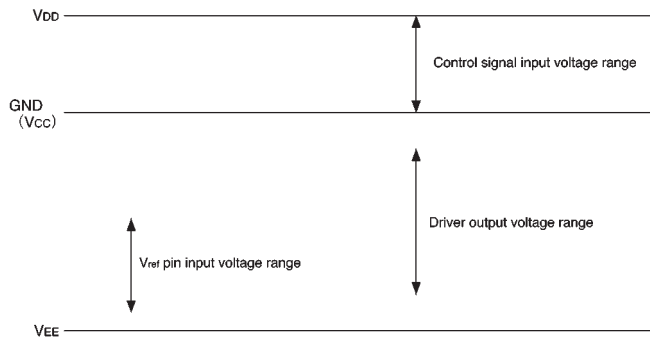 VDD
Control signal input voltage range
GND
(VCC)
Driver output voltage range
Vref pin input voltage range
VEE